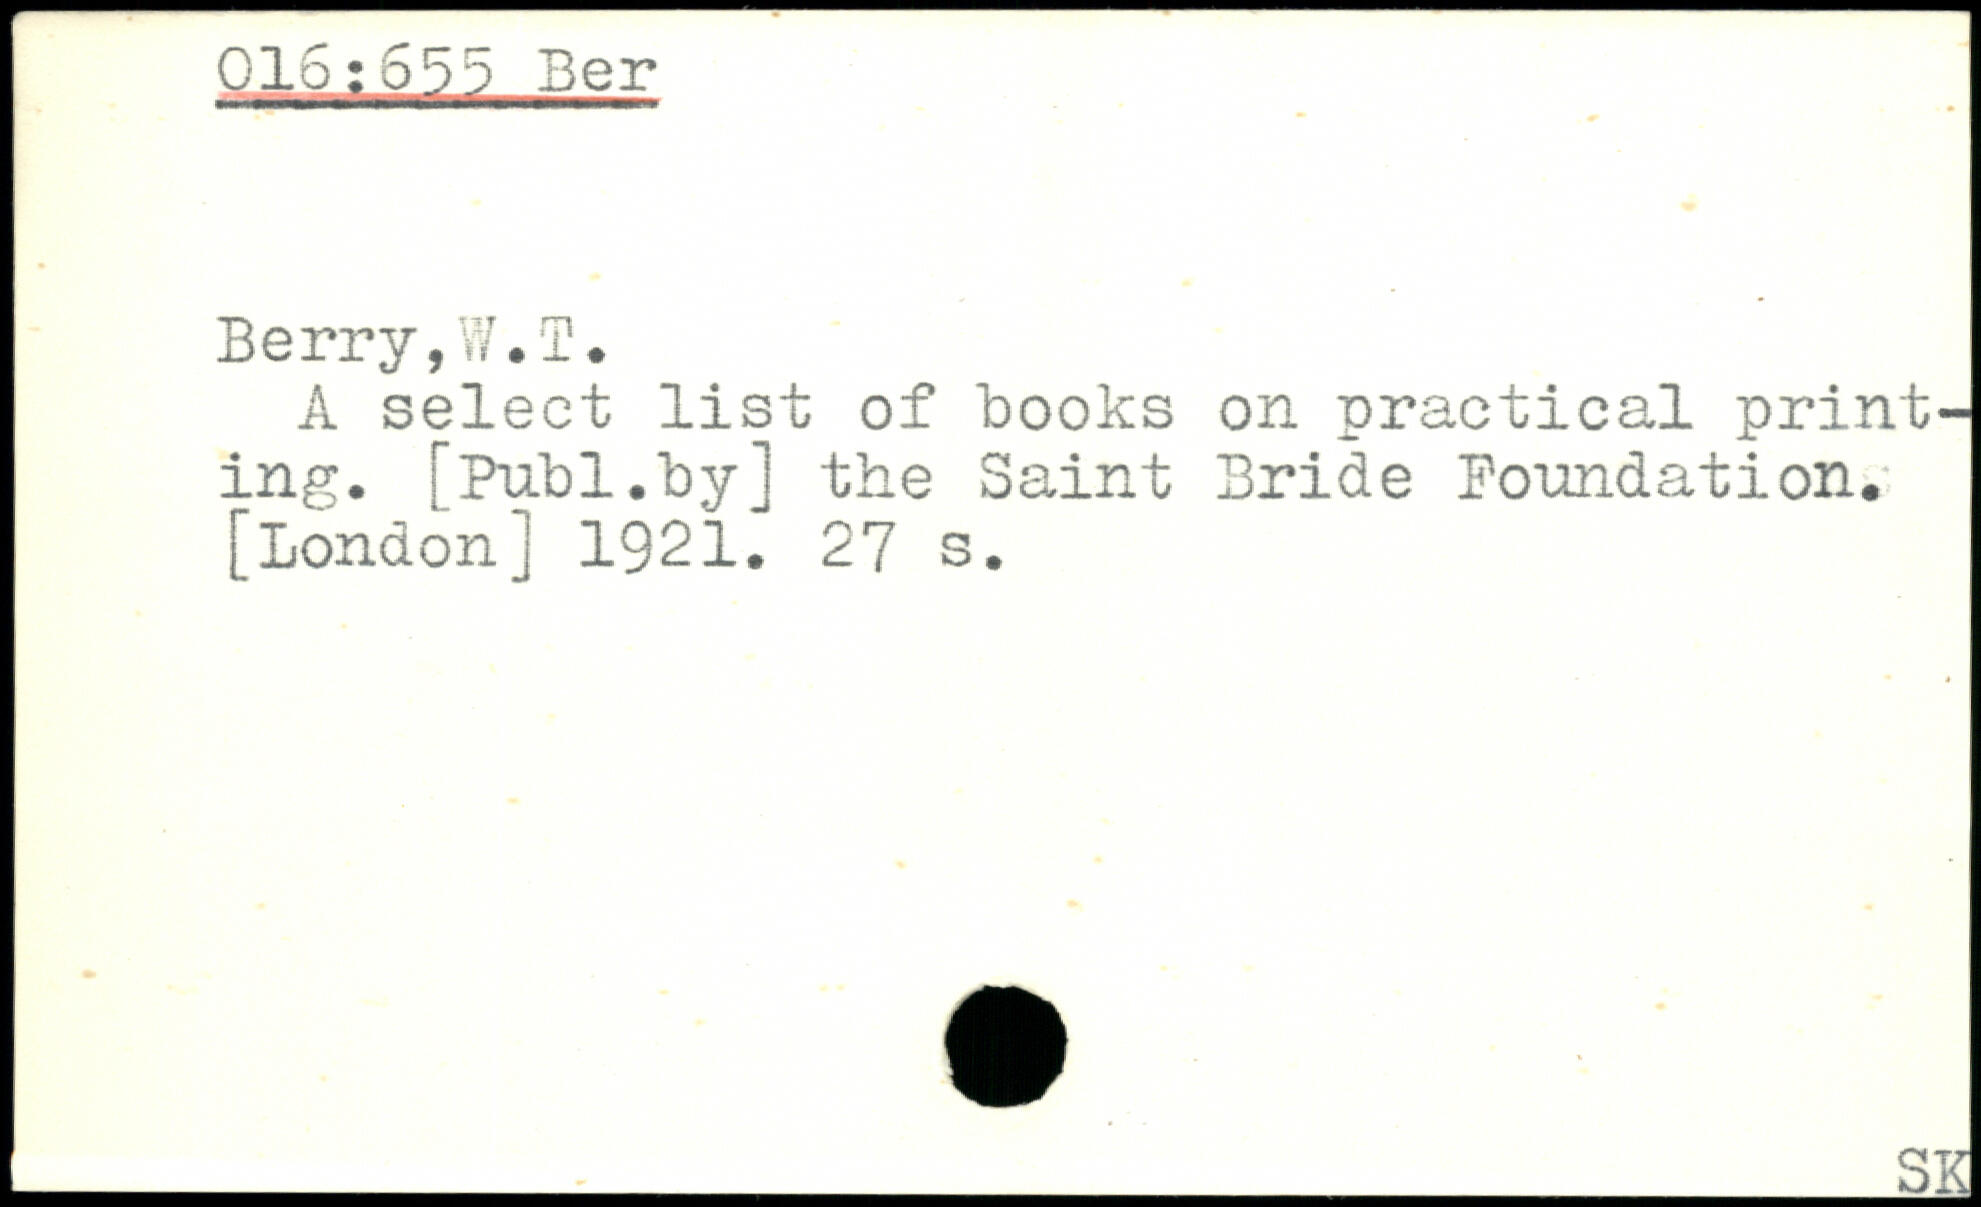 016:655 Ber
Berry,W.T.
A select list of books on practical print-
ing. [Publ.by] the Saint Bride Foundation.
[London] 1921. 27 s.
SK